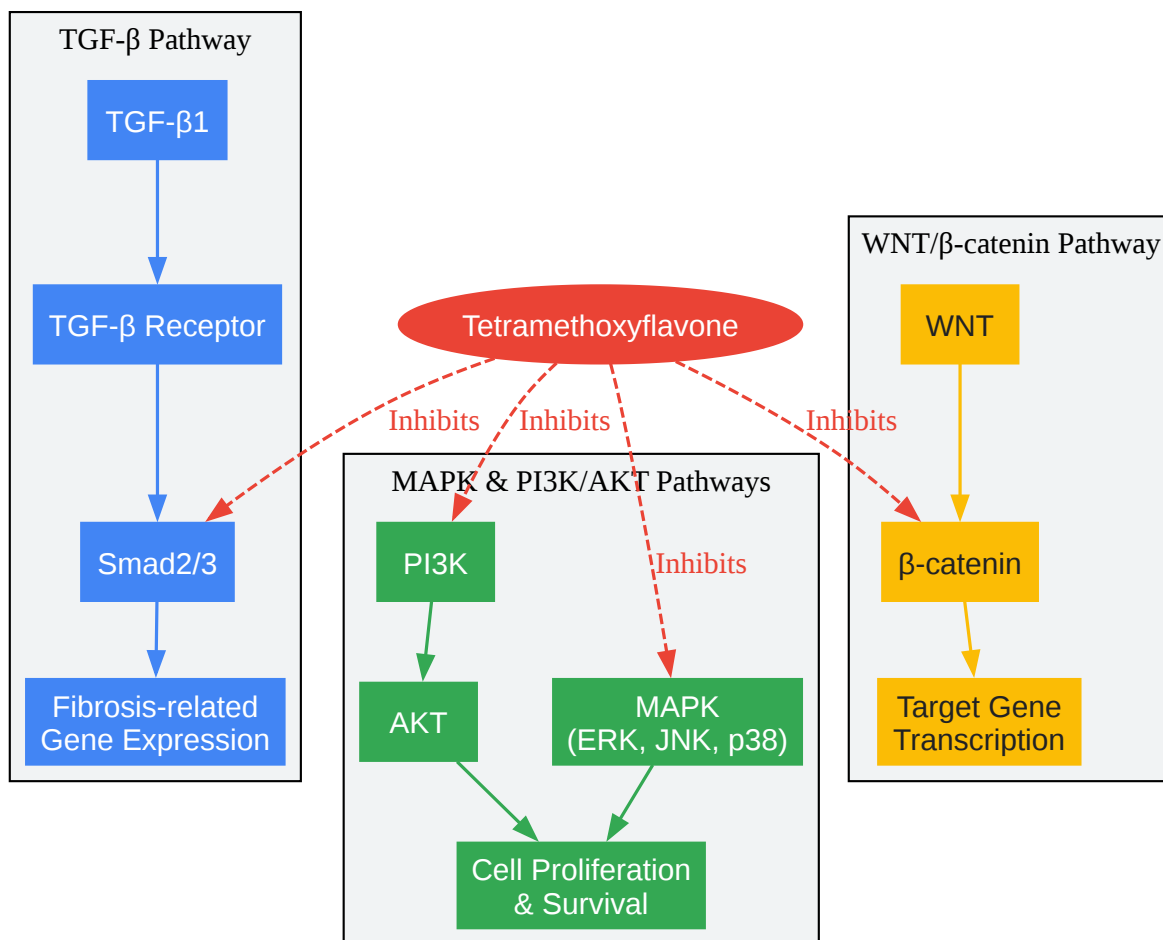 TGF-β Pathway
TGF-β1
TGF-β Receptor
Smad2/3
Fibrosis-related
Gene Expression
Tetramethoxyflavone
Inhibits
Inhibits
Inhibits
Inhibits
MAPK & PI3K/AKT Pathways
PI3K
AKT
MAPK
(ERK, JNK, p38)
Cell Proliferation
& Survival
WNT/β-catenin Pathway
WNT
β-catenin
Target Gene
Transcription